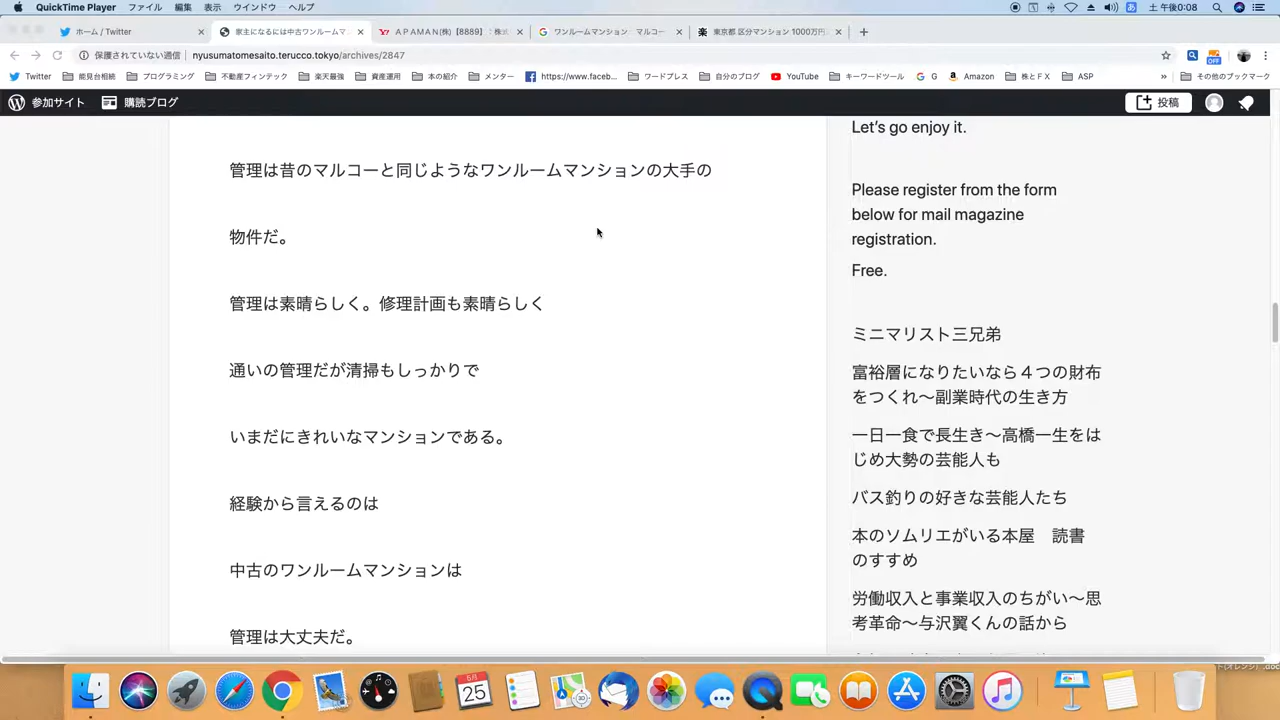 QuickTime Player ファイル 編集 表示 ウインドウ ヘルプ
土 午後0:08
ホーム / Twitter
家主になるには中古ワンルームマ
ＡＰＡＭＡＮ(株)【8889】：株式
ワンルームマンション マルコー
東京都 区分マンション 1000万円
保護されていない通信 nyusumatomesaito.terucco.tokyo/archives/2847
Twitter 能見台相続 プログラミング 不動産フィンテック 楽天最強 資産運用 本の紹介 メンター https://www.faceb... ワードプレス 自分のブログ YouTube キーワードツール G Amazon 株とＦＸ ASP » その他のブックマーク
参加サイト 購読ブログ 投稿
管理は昔のマルコーと同じようなワンルームマンションの大手の
物件だ。
管理は素晴らしく。修理計画も素晴らしく
通いの管理だが清掃もしっかりで
いまだにきれいなマンションである。
経験から言えるのは
中古のワンルームマンションは
管理は大丈夫だ。
Let's go enjoy it.
Please register from the form
below for mail magazine
registration.
Free.
ミニマリスト三兄弟
富裕層になりたいなら４つの財布
をつくれ〜副業時代の生き方
一日一食で長生き〜高橋一生をは
じめ大勢の芸能人も
バス釣りの好きな芸能人たち
本のソムリエがいる本屋　読書
のすすめ
労働収入と事業収入のちがい〜思
考革命〜与沢翼くんの話から
5月
25